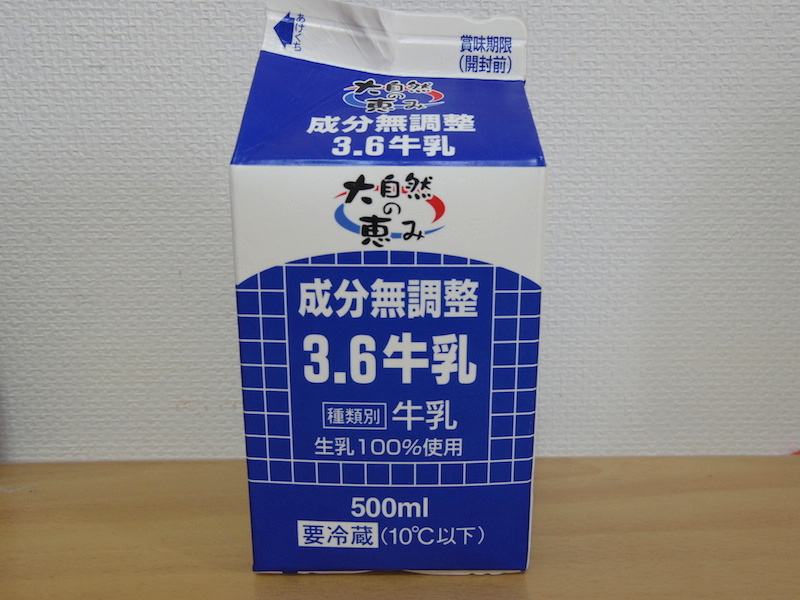 あけくち
賞味期限
(開封前)
大自然の恵み
成分無調整
3.6牛乳
大自然の恵み
成分無調整
3.6牛乳
種類別 牛乳
生乳100%使用
500ml
要冷蔵(10℃以下)